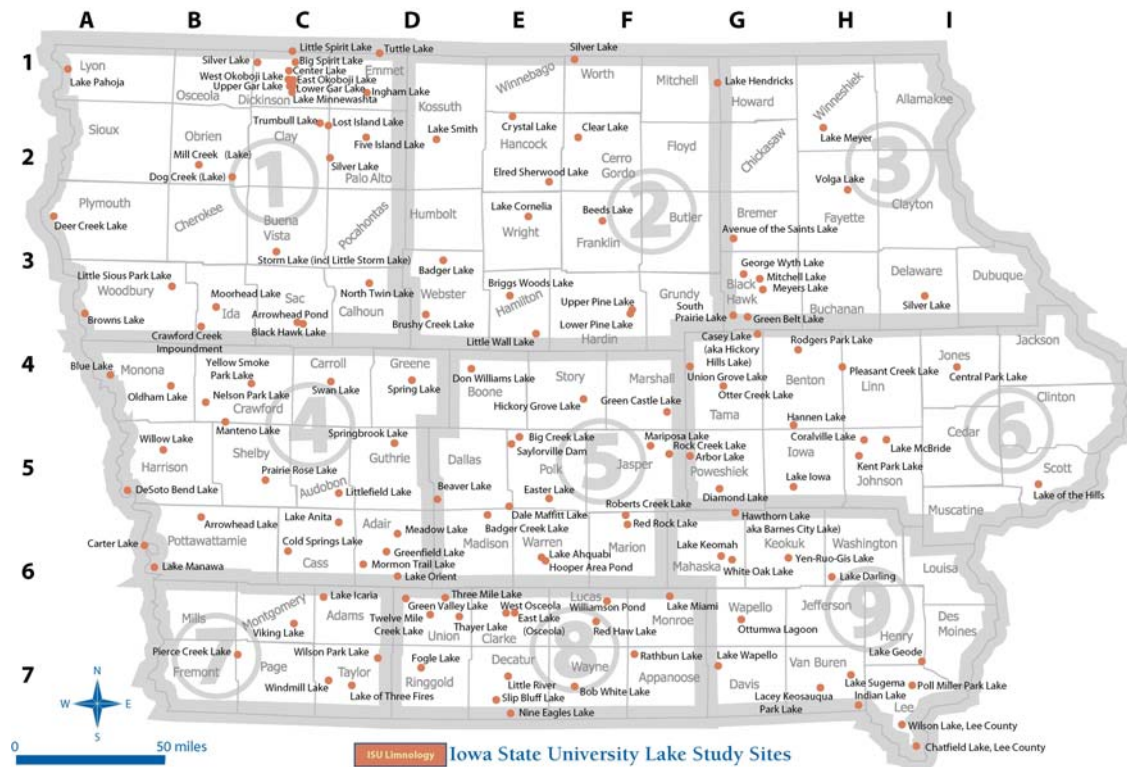 A B C D E F G H I
1
2
3
4
5
6
7
Little Spirit Lake
Tuttle Lake
Silver Lake
Big Spirit Lake
Center Lake
West Okoboji Lake
East Okoboji Lake
Upper Gar Lake
Lower Gar Lake
Lake Minnewashta
Ingham Lake
Lyon
Lake Pahoja
Osceola
Dickinson
Emmet
Kossuth
Winnebago
Silver Lake
Worth
Mitchell
Lake Hendricks
Howard
Winneshiek
Allamakee
Sioux
Obrien
Clay
Trumbull Lake
Lost Island Lake
Five Island Lake
Lake Smith
Crystal Lake
Hancock
Clear Lake
Cerro
Gordo
Floyd
Chickasaw
Lake Meyer
Mill Creek (Lake)
Dog Creek (Lake)
1
Silver Lake
Palo Alto
Elred Sherwood Lake
2
3
Volga Lake
Plymouth
Deer Creek Lake
Cherokee
Buena
Vista
Pocahontas
Humbolt
Lake Cornelia
Wright
Beeds Lake
Franklin
Butler
Bremer
Avenue of the Saints Lake
Fayette
Clayton
Storm Lake (incl Little Storm Lake)
Badger Lake
George Wyth Lake
Mitchell Lake
Meyers Lake
Black
Hawk
Buchanan
Delaware
Silver Lake
Dubuque
Little Sious Park Lake
Woodbury
Browns Lake
Moorhead Lake
Ida
Sac
Arrowhead Pond
Black Hawk Lake
North Twin Lake
Calhoun
Webster
Brushy Creek Lake
Briggs Woods Lake
Hamilton
Little Wall Lake
Upper Pine Lake
Lower Pine Lake
Hardin
Grundy
South
Prairie Lake
Green Belt Lake
Crawford Creek
Impoundment
Casey Lake
(aka Hickory
Hills Lake)
Rodgers Park Lake
Jackson
Blue Lake
Monona
Oldham Lake
Yellow Smoke
Park Lake
Nelson Park Lake
Crawford
Manteno Lake
Carroll
Swan Lake
4
Greene
Spring Lake
Don Williams Lake
Boone
Story
Hickory Grove Lake
Marshall
Green Castle Lake
Union Grove Lake
Otter Creek Lake
Tama
Benton
Pleasant Creek Lake
Linn
Jones
Central Park Lake
Clinton
6
Cedar
Willow Lake
Harrison
DeSoto Bend Lake
Shelby
Prairie Rose Lake
Audobon
Springbrook Lake
Guthrie
Littlefield Lake
Dallas
Big Creek Lake
Saylorville Dam
Polk
5
Jasper
Mariposa Lake
Rock Creek Lake
Arbor Lake
Poweshiek
Hannen Lake
Coralville Lake
Lake McBride
Iowa
Kent Park Lake
Johnson
Scott
Lake of the Hills
Muscatine
Beaver Lake
Easter Lake
Diamond Lake
Lake Iowa
Arrowhead Lake
Pottawattamie
Carter Lake
Lake Manawa
Lake Anita
Cold Springs Lake
Cass
Adair
Meadow Lake
Greenfield Lake
Mormon Trail Lake
Lake Orient
Dale Maffitt Lake
Badger Creek Lake
Madison
Warren
Lake Ahquabi
Hooper Area Pond
Roberts Creek Lake
Red Rock Lake
Marion
Hawthorn Lake
aka Barnes City Lake)
Lake Keomah
Mahaska
White Oak Lake
Keokuk
Yen-Ruo-Gis Lake
Washington
Lake Darling
Louisa
Mills
Montgomery
Viking Lake
Lake Icaria
Adams
Three Mile Lake
Green Valley Lake
Twelve Mile
Creek Lake
Union
Thayer Lake
West Osceola
East Lake
(Osceola)
Clarke
Lucas
Williamson Pond
Red Haw Lake
Lake Miami
Monroe
Wapello
Ottumwa Lagoon
Jefferson
9
Henry
Des
Moines
Lake Geode
Pierce Creek Lake
7
Fremont
Page
Windmill Lake
Wilson Park Lake
Taylor
Lake of Three Fires
Fogle Lake
Ringgold
Decatur
Little River
Slip Bluff Lake
Nine Eagles Lake
8
Wayne
Bob White Lake
Rathbun Lake
Appanoose
Lake Wapello
Davis
Van Buren
Lacey Keosauqua
Park Lake
Lake Sugema
Indian Lake
Poll Miller Park Lake
Lee
Wilson Lake, Lee County
Chatfield Lake, Lee County
N
W E
S
0 50 miles
ISU Limnology
Iowa State University Lake Study Sites